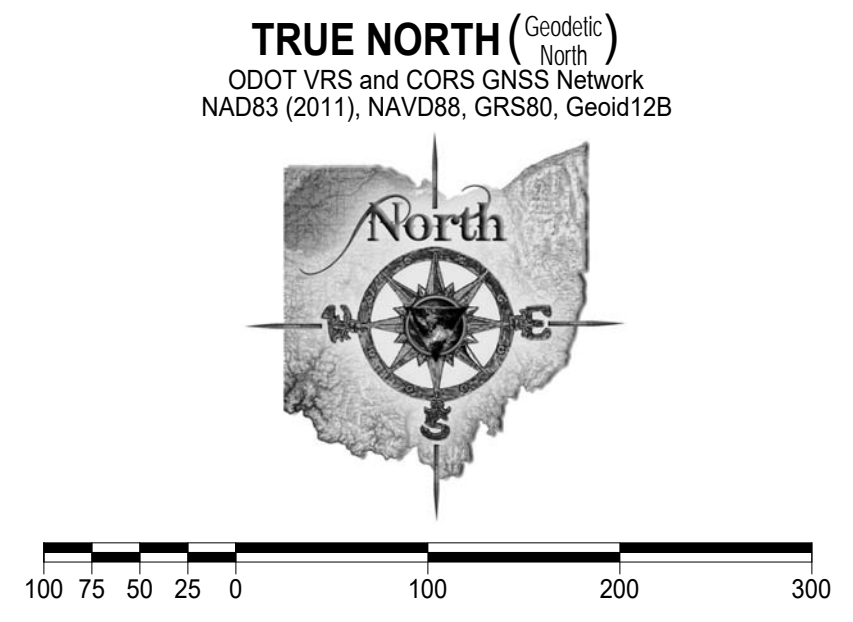 TRUE NORTH (Geodetic North)
ODOT VRS and CORS GNSS Network
NAD83 (2011), NAVD88, GRS80, Geoid12B
North
W E
S
100 75 50 25 0 100 200 300